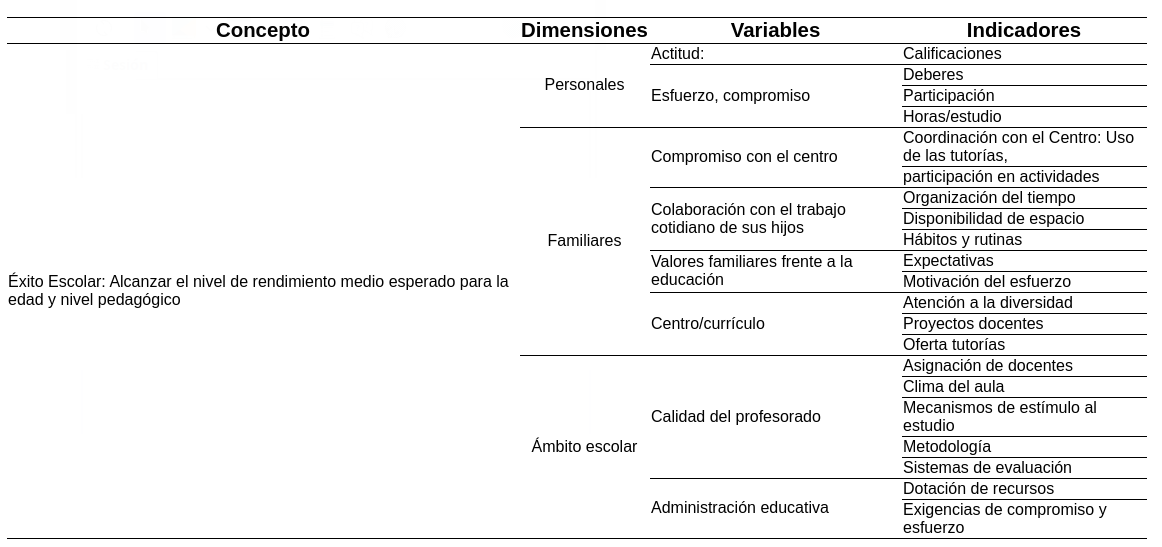 Concepto Dimensiones Variables Indicadores
Actitud: Calificaciones
Deberes
Personales
Esfuerzo, compromiso Participación
Horas/estudio
Coordinación con el Centro: Uso
de las tutorías,
Compromiso con el centro
participación en actividades
Organización del tiempo
Colaboración con el trabajo
cotidiano de sus hijos
Disponibilidad de espacio
Hábitos y rutinas
Familiares
Valores familiares frente a la
educación
Expectativas
Motivación del esfuerzo
Éxito Escolar: Alcanzar el nivel de rendimiento medio esperado para la
edad y nivel pedagógico
Atención a la diversidad
Centro/currículo Proyectos docentes
Oferta tutorías
Asignación de docentes
Clima del aula
Calidad del profesorado
Mecanismos de estímulo al
estudio
Ámbito escolar Metodología
Sistemas de evaluación
Dotación de recursos
Administración educativa
Exigencias de compromiso y
esfuerzo